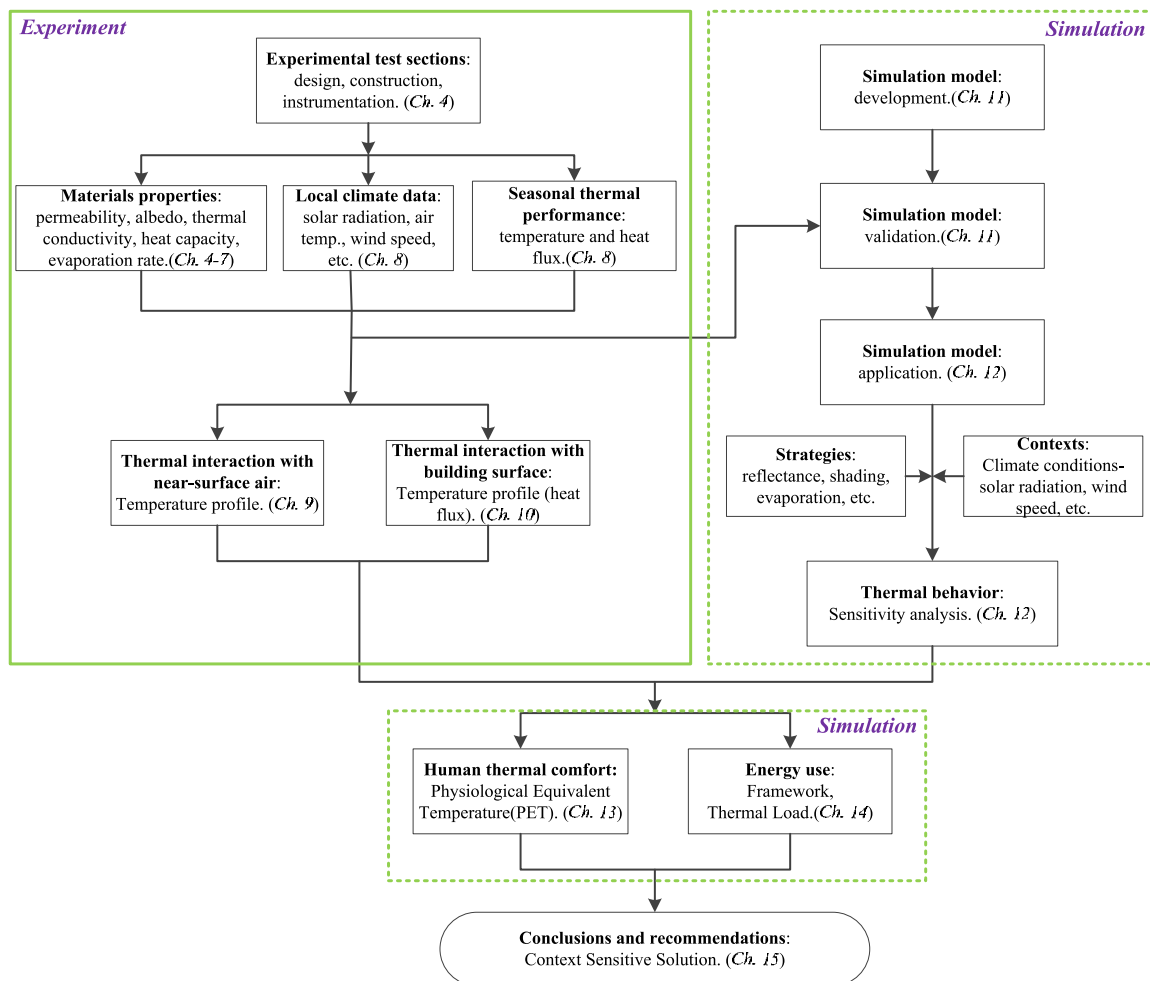 Experiment
Experimental test sections:
design, construction,
instrumentation. (Ch. 4)
Materials properties:
permeability, albedo, thermal
conductivity, heat capacity,
evaporation rate.(Ch. 4-7)
Local climate data:
solar radiation, air
temp., wind speed,
etc. (Ch. 8)
Seasonal thermal
performance:
temperature and heat
flux.(Ch. 8)
Thermal interaction with
near-surface air:
Temperature profile. (Ch. 9)
Thermal interaction with
building surface:
Temperature profile (heat
flux). (Ch. 10)
Simulation
Simulation model:
development.(Ch. 11)
Simulation model:
validation.(Ch. 11)
Simulation model:
application. (Ch. 12)
Strategies:
reflectance, shading,
evaporation, etc.
Contexts:
Climate conditions-
solar radiation, wind
speed, etc.
Thermal behavior:
Sensitivity analysis. (Ch. 12)
Simulation
Human thermal comfort:
Physiological Equivalent
Temperature(PET). (Ch. 13)
Energy use:
Framework,
Thermal Load.(Ch. 14)
Conclusions and recommendations:
Context Sensitive Solution. (Ch. 15)